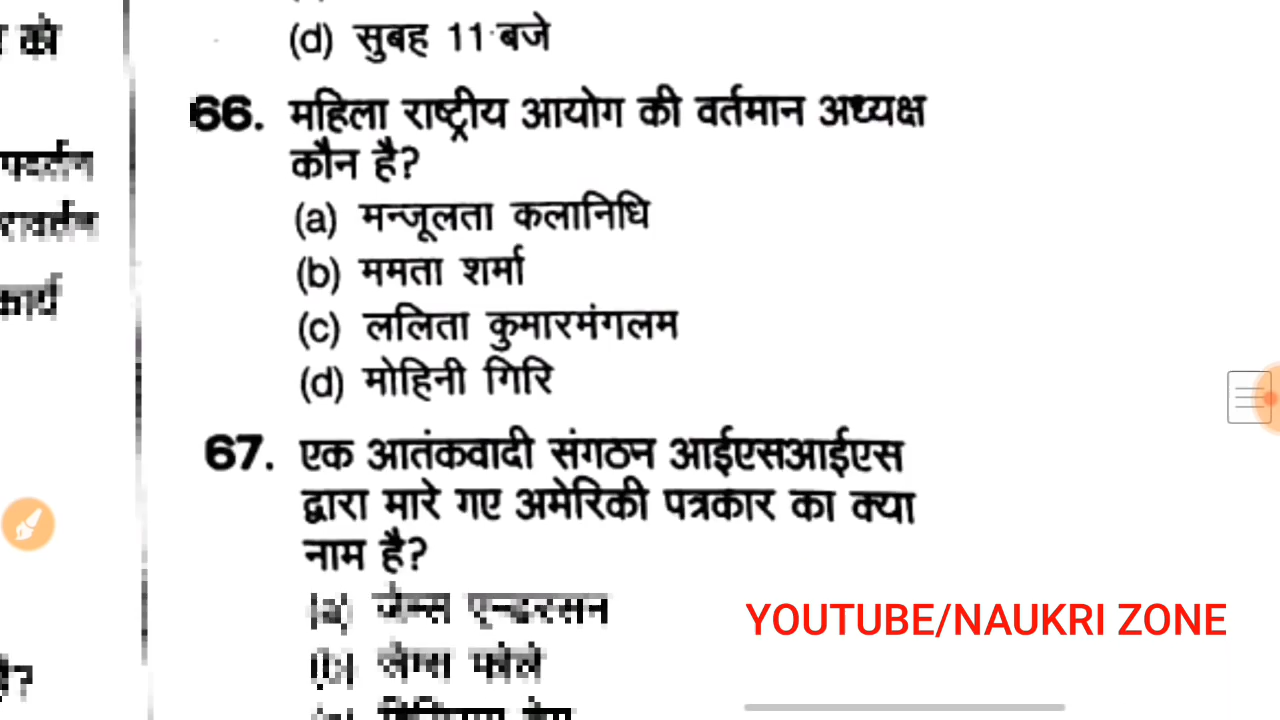 को
(d) सुबह 11 बजे
66. महिला राष्ट्रीय आयोग की वर्तमान अध्यक्ष
कौन है?
(a) मन्जूलता कलानिधि
(b) ममता शर्मा
(c) ललिता कुमारमंगलम
(d) मोहिनी गिरि
कार्य
67. एक आतंकवादी संगठन आईएसआईएस
द्वारा मारे गए अमेरिकी पत्रकार का क्या
नाम है?
(a) जेम्स एन्डरसन
(b) जेम्स फोले
है?
YOUTUBE/NAUKRI ZONE